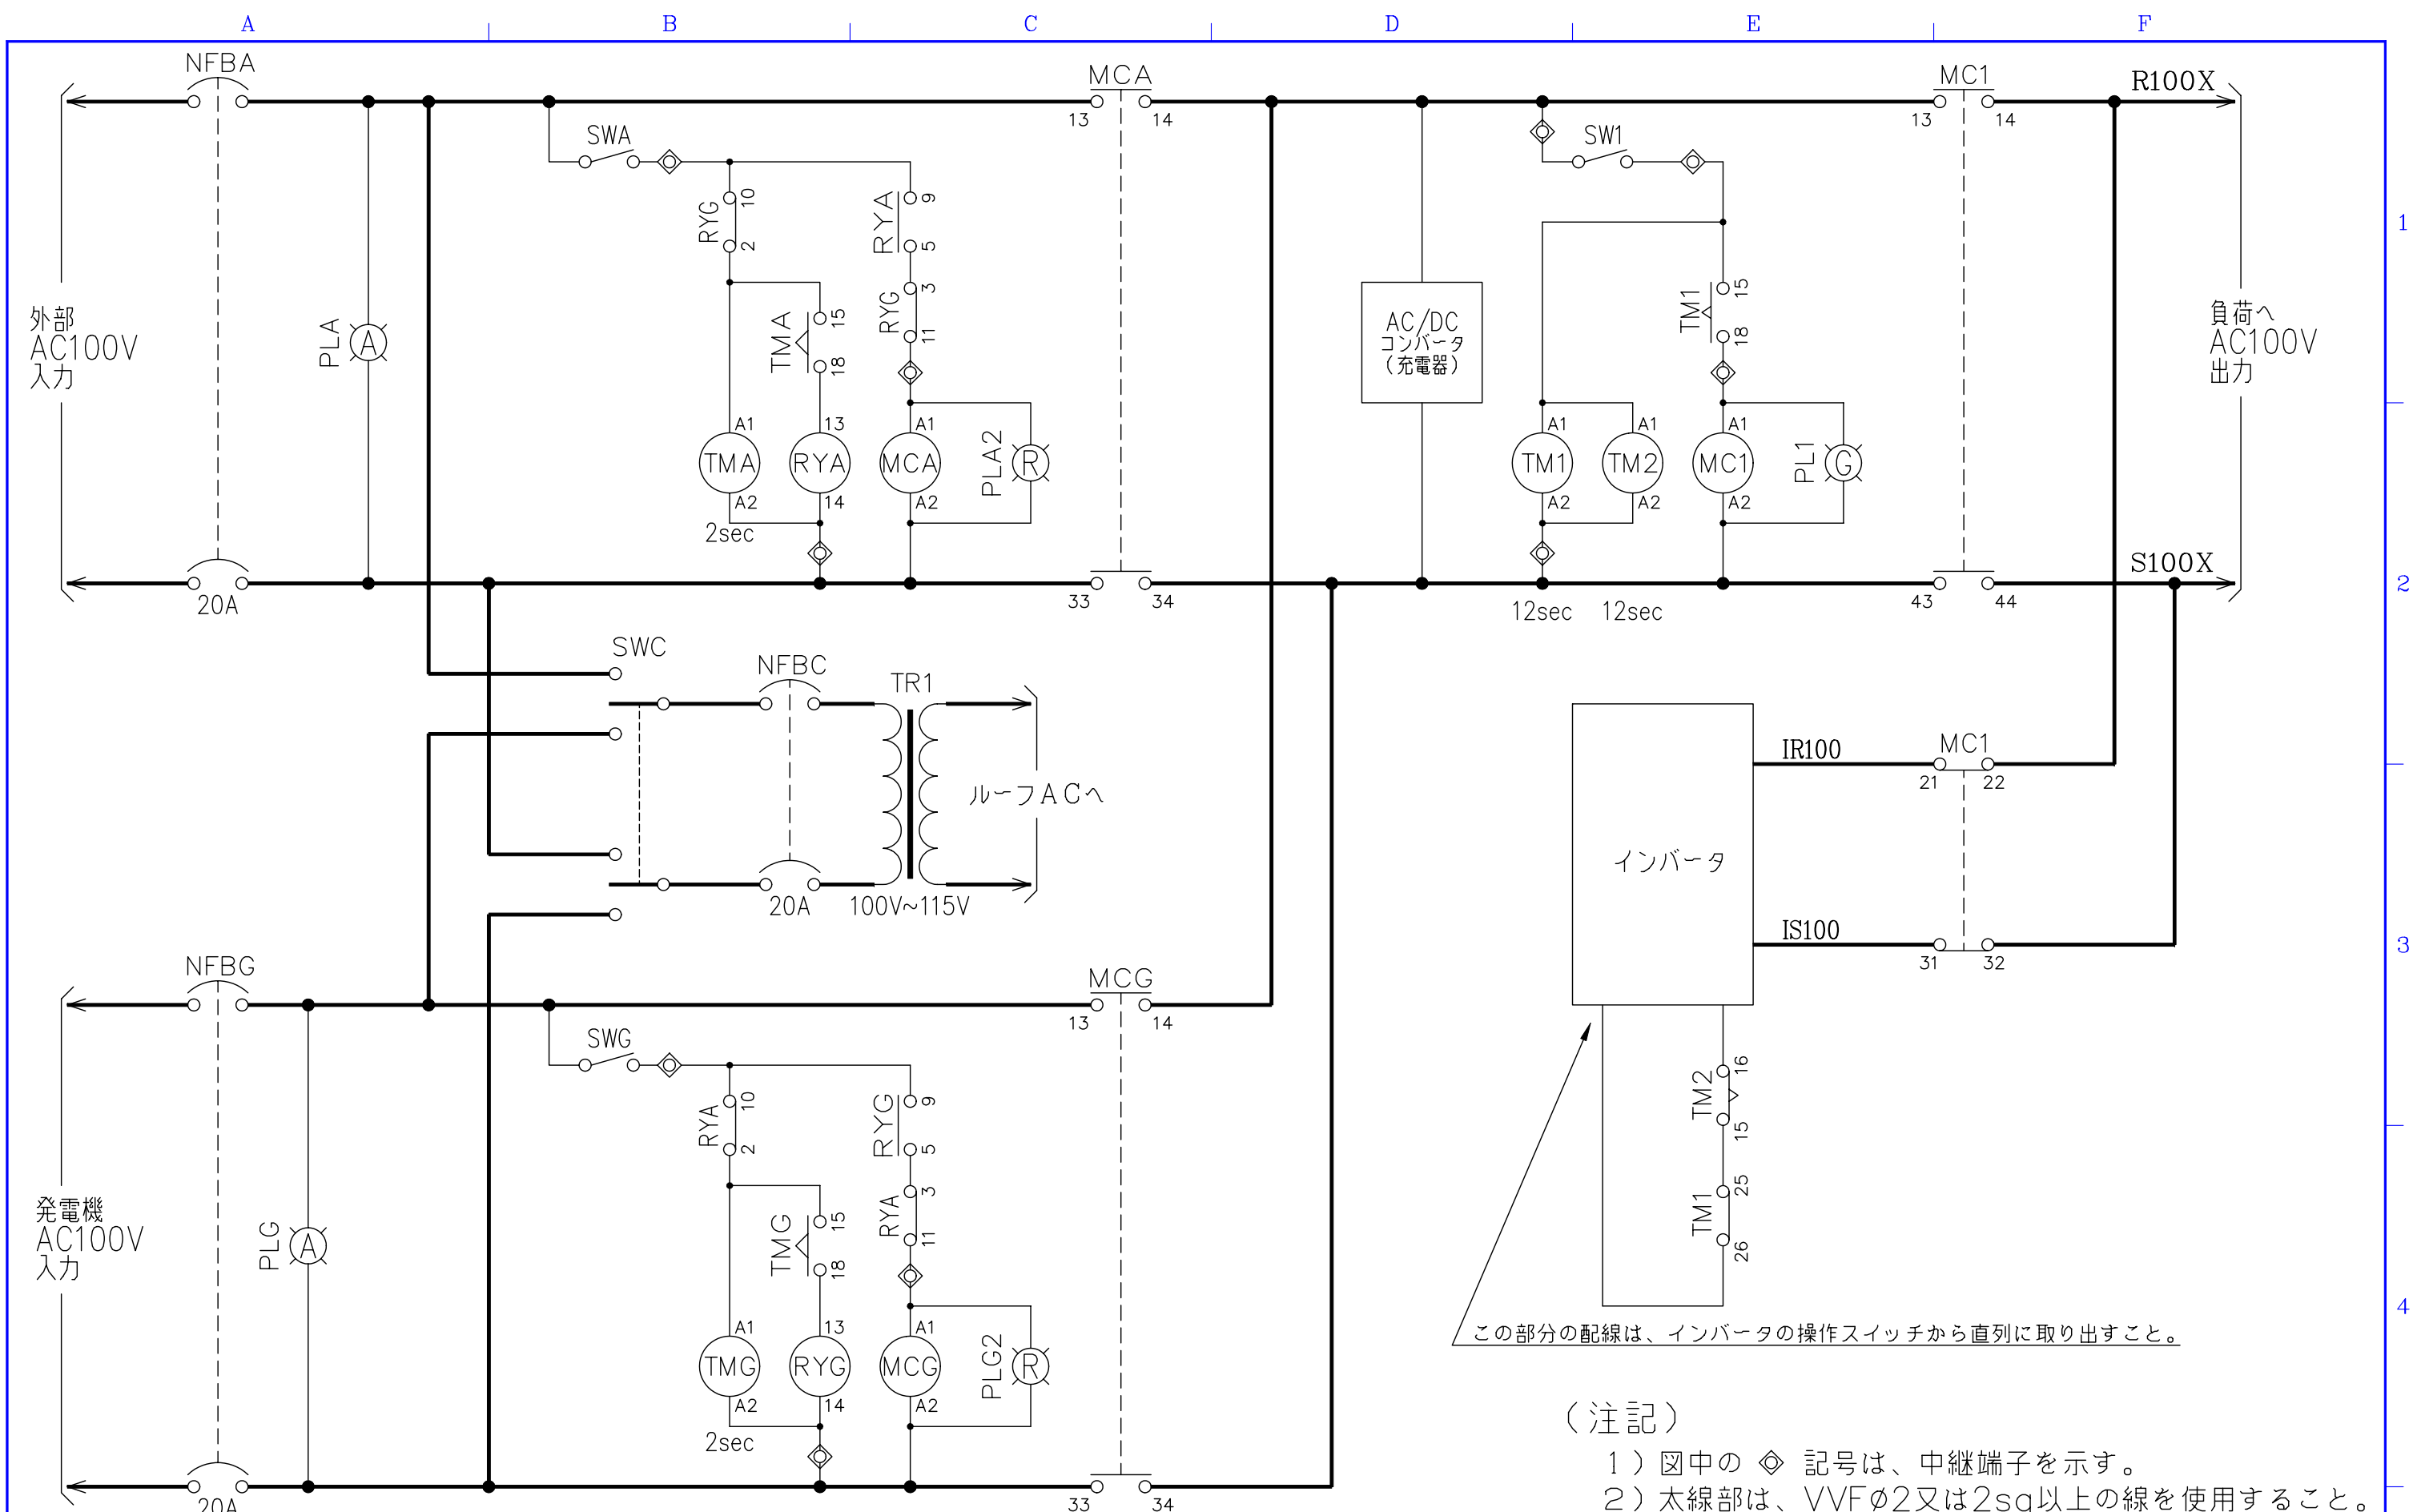 A B C D E F
NFBA
MCA
MC1
R100X
13 14
13 14
SWA
SW1
10
RYG
2
9
RYA
5
1
外部
AC100V
入力
PLA
A
TMA
15
18
3
RYG
11
AC/DC
コンバータ
(充電器)
TM1
15
18
負荷へ
AC100V
出力
A1 13 A1
TMA RYA MCA
A2 14 A2
2sec
PLA2
R
A1 A1 A1
TM1 TM2 MC1
A2 A2 A2
PL1
G
S100X
20A
33 34
12sec 12sec
43 44
2
SWC
NFBC
TR1
ルーフACへ
20A
100V~115V
インバータ
IR100
MC1
21 22
IS100
31 32
3
NFBG
MCG
13 14
SWG
10
RYA
2
9
RYG
5
16
TM2
15
発電機
AC100V
入力
PLG
A
TMG
15
18
3
RYA
11
25
TM1
26
4
この部分の配線は、インバータの操作スイッチから直列に取り出すこと。
A1 13 A1
TMG RYG MCG
A2 14 A2
2sec
PLG2
R
20A
33 34
(注記)
1)図中の 記号は、中継端子を示す。
2)太線部は、VVFφ2又は2sq以上の線を使用すること。